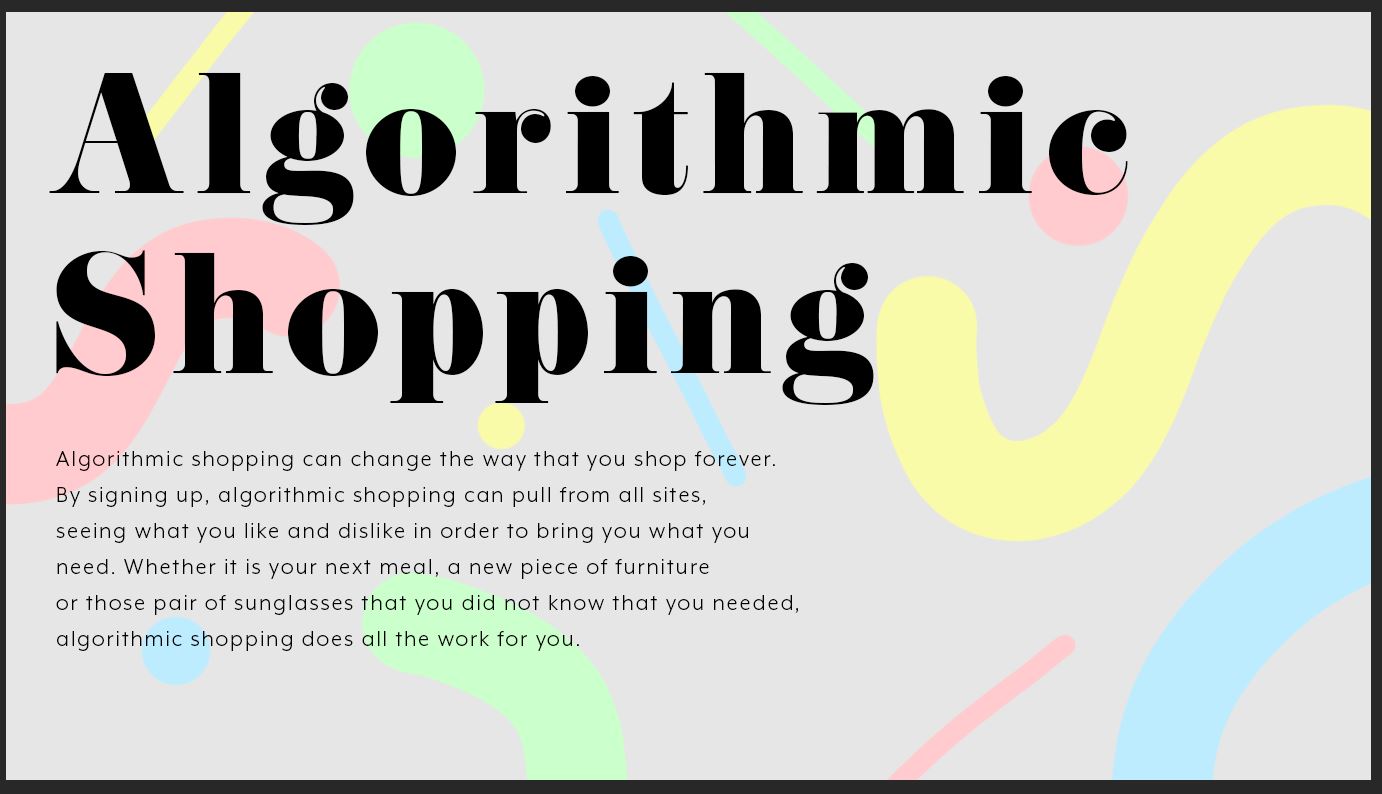 Algorithmic
Shopping
Algorithmic shopping can change the way that you shop forever.
By signing up, algorithmic shopping can pull from all sites,
seeing what you like and dislike in order to bring you what you
need. Whether it is your next meal, a new piece of furniture
or those pair of sunglasses that you did not know that you needed,
algorithmic shopping does all the work for you.